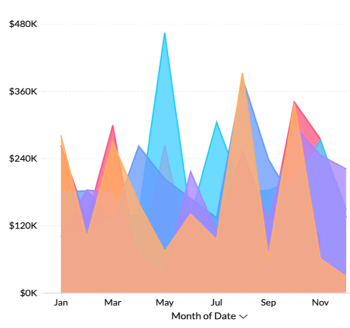 $480K
$360K
$240K
$120K
$0K
Jan Mar May Jul Sep Nov
Month of Date